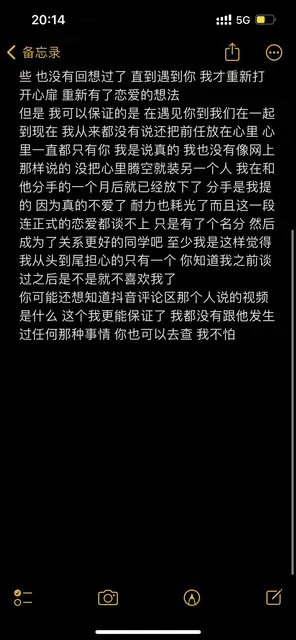 20:14
5G
备忘录
些 也没有回想过了 直到遇到你 我才重新打
开心扉 重新有了恋爱的想法
但是 我可以保证的是 在遇见你到我们在一起
到现在 我从来都没有说还把前任放在心里 心
里一直都只有你 我是说真的 我也没有像网上
那样说的 没把心里腾空就装另一个人 我在和
他分手的一个月后就已经放下了 分手是我提
的 因为真的不爱了 耐力也耗光了而且这一段
连正式的恋爱都谈不上 只是有了个名分 然后
成为了关系更好的同学吧 至少我是这样觉得
我从头到尾担心的只有一个 你知道我之前谈
过之后是不是就不喜欢我了
你可能还想知道抖音评论区那个人说的视频
是什么 这个我更能保证了 我都没有跟他发生
过任何那种事情 你也可以去查 我不怕